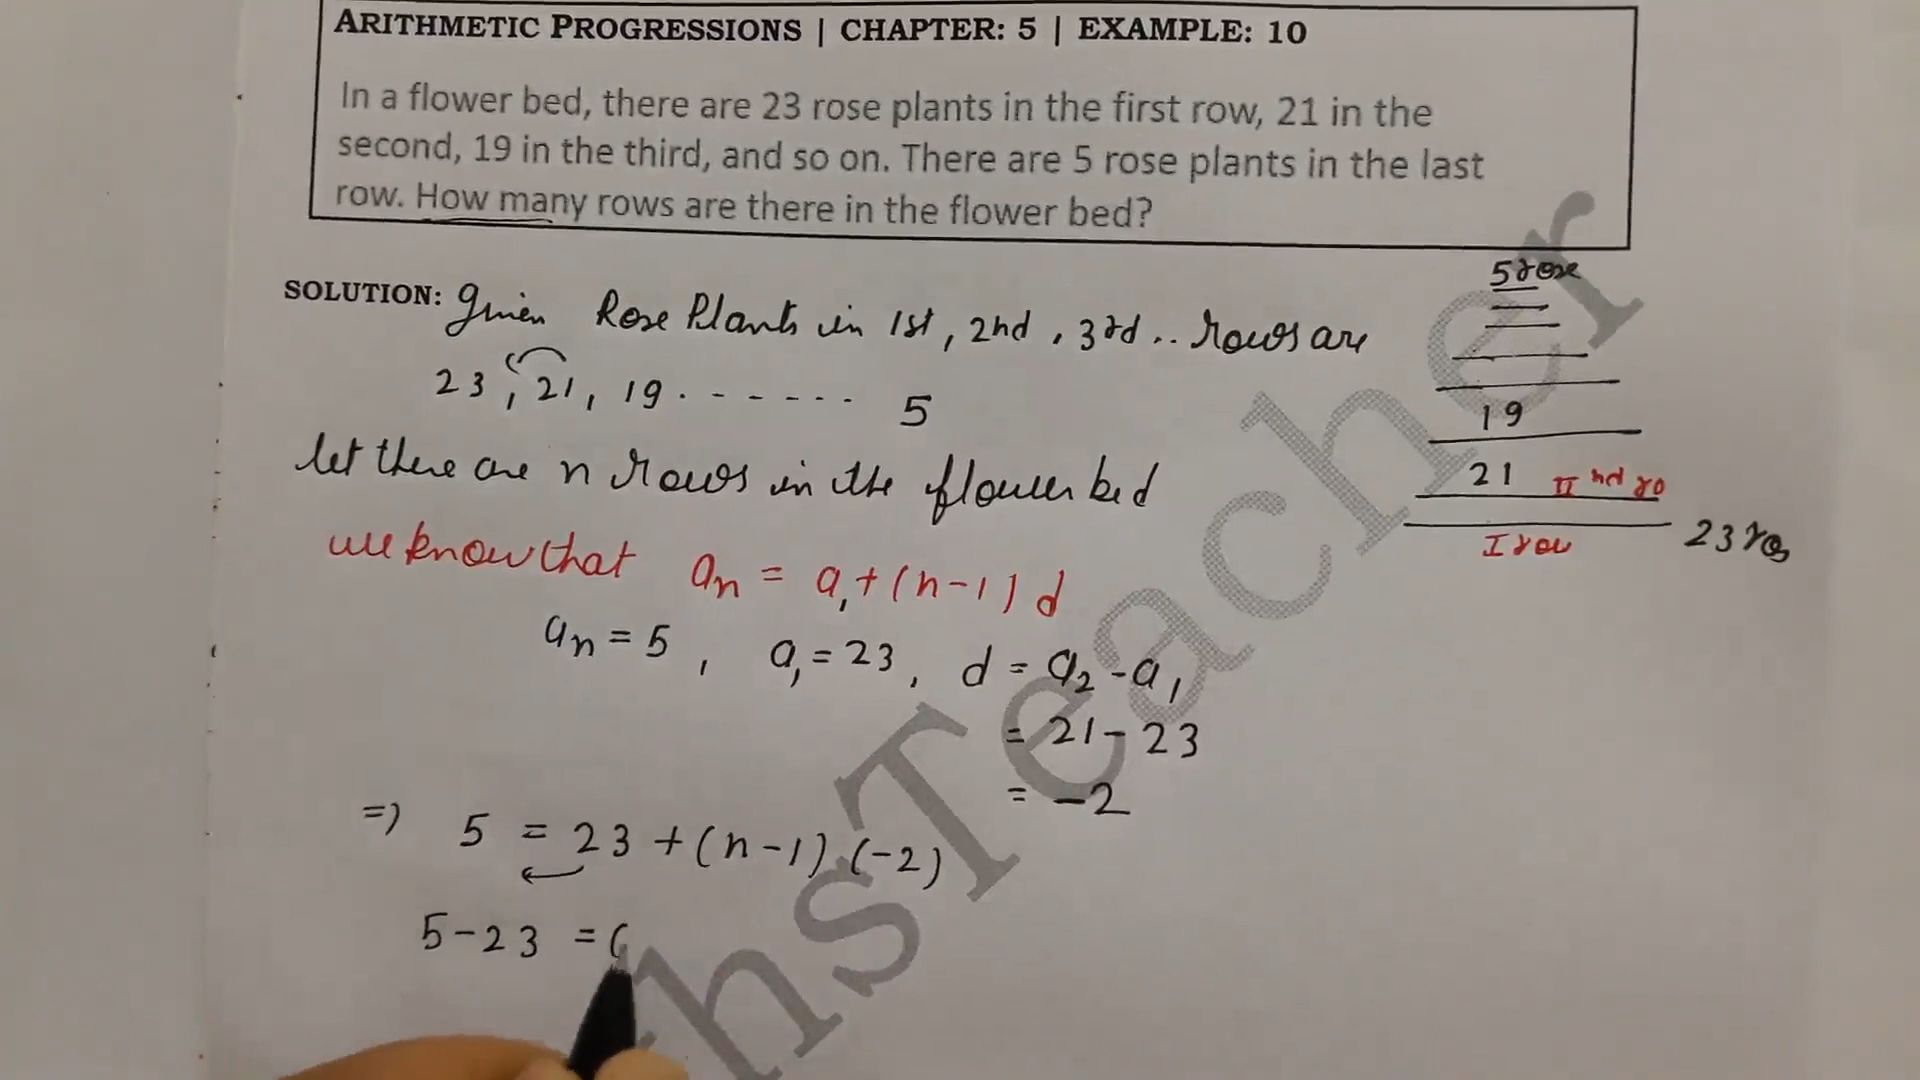 ARITHMETIC PROGRESSIONS | CHAPTER: 5 | EXAMPLE: 10
In a flower bed, there are 23 rose plants in the first row, 21 in the
second, 19 in the third, and so on. There are 5 rose plants in the last
row. How many rows are there in the flower bed?
SOLUTION: Given Rose Plants in 1st, 2nd, 3rd.. rows are
23, 21, 19 . - - - - - - 5
let there are n rows in the flower bed
we know that aₙ = a₁ + (n-1) d
aₙ = 5, a₁ = 23, d = a₂ - a₁
= 21 - 23
= -2
=> 5 = 23 + (n-1) (-2)
5-23 = (
5 rose
19
21 II nd ro
I row 23 ros
hsTeacher